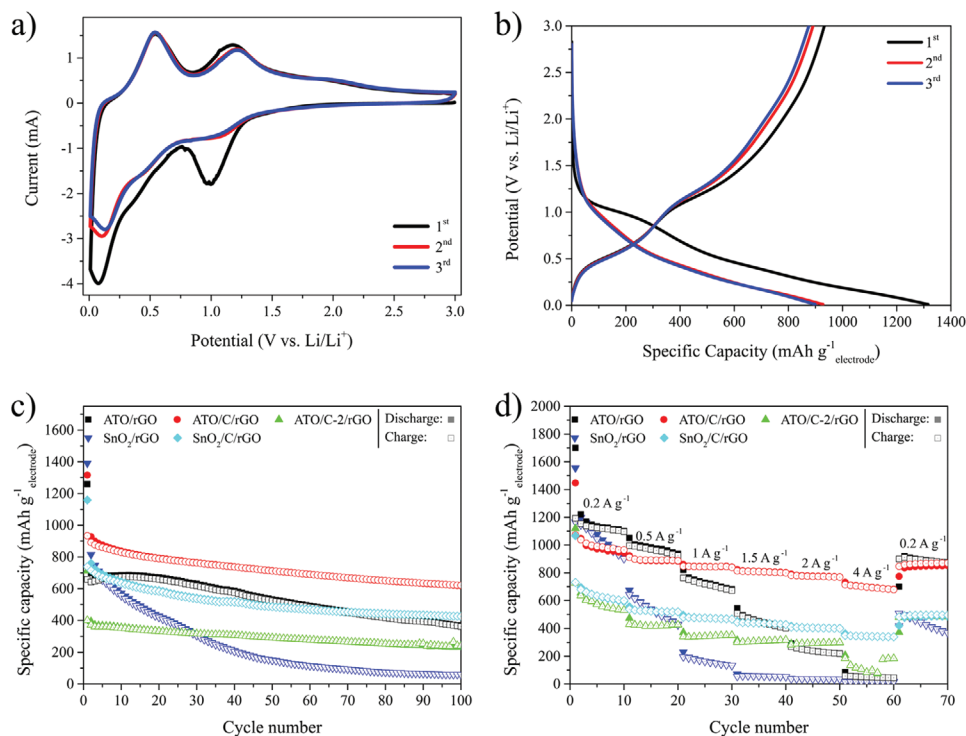 a)
1
0
-1
-2
-3
-4
Current (mA)
0.0 0.5 1.0 1.5 2.0 2.5 3.0
Potential (V vs. Li/Li⁺)
1ˢᵗ
2ⁿᵈ
3ʳᵈ
b)
3.0
2.5
2.0
1.5
1.0
0.5
0.0
Potential (V vs. Li/Li⁺)
0 200 400 600 800 1000 1200 1400
Specific Capacity (mAh g⁻¹electrode)
1ˢᵗ
2ⁿᵈ
3ʳᵈ
c)
1600
1400
1200
1000
800
600
400
200
0
Specific capacity (mAh g⁻¹electrode)
ATO/rGO ATO/C/rGO ATO/C-2/rGO Discharge:
SnO₂/rGO SnO₂/C/rGO Charge:
0 10 20 30 40 50 60 70 80 90 100
Cycle number
d)
2000
1800
1600
1400
1200
1000
800
600
400
200
0
Specific capacity (mAh g⁻¹electrode)
ATO/rGO ATO/C/rGO ATO/C-2/rGO Discharge:
SnO₂/rGO SnO₂/C/rGO Charge:
0.2 A g⁻¹
0.5 A g⁻¹
1 A g⁻¹
1.5 A g⁻¹
2 A g⁻¹
4 A g⁻¹
0.2 A g⁻¹
0 10 20 30 40 50 60 70
Cycle number